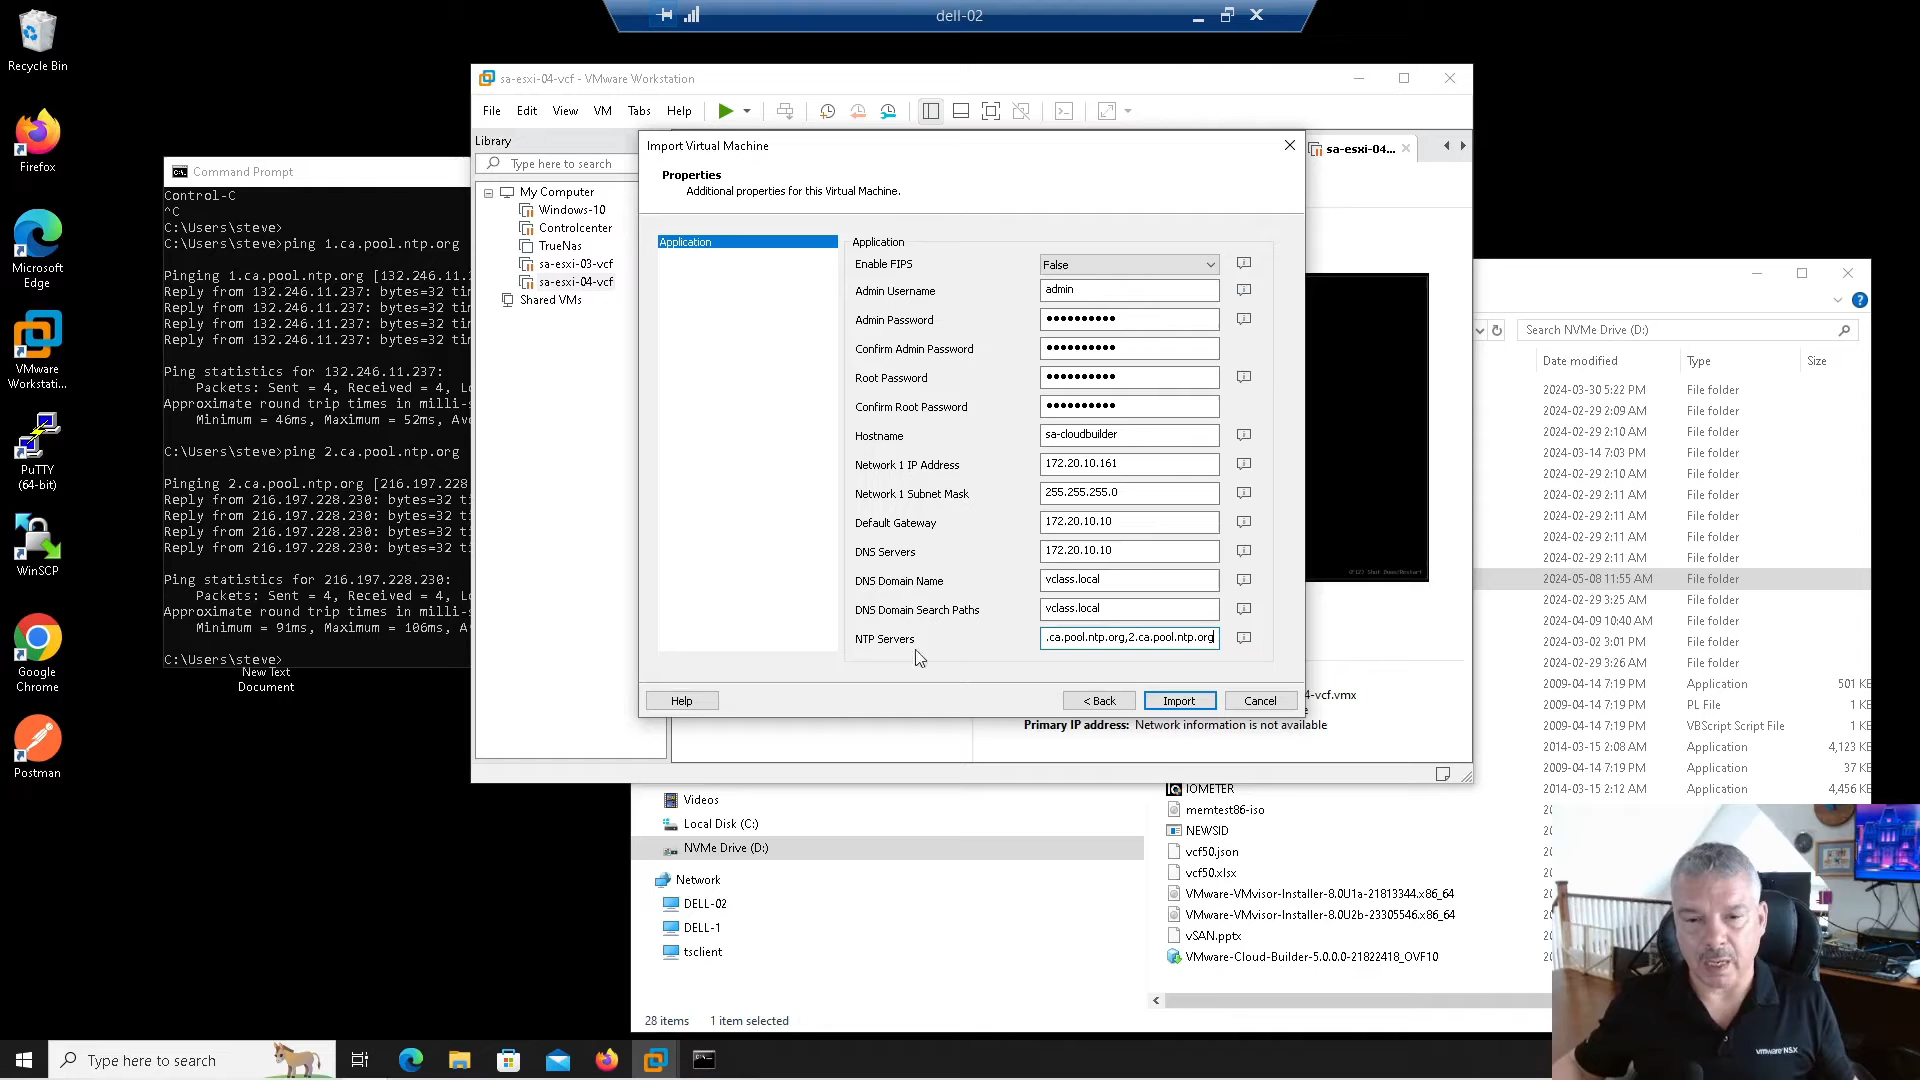 dell-02
Recycle Bin
Firefox
Microsoft
Edge
VMware
Workstati...
PuTTY
(64-bit)
WinSCP
Google
Chrome
Postman
New Text
Document
Command Prompt
Control-C
^C
C:\Users\steve>
C:\Users\steve>ping 1.ca.pool.ntp.org
Pinging 1.ca.pool.ntp.org [132.246.11.2
Reply from 132.246.11.237: bytes=32 tim
Reply from 132.246.11.237: bytes=32 tim
Reply from 132.246.11.237: bytes=32 tim
Reply from 132.246.11.237: bytes=32 tim
Ping statistics for 132.246.11.237:
Packets: Sent = 4, Received = 4, Lo
Approximate round trip times in milli-s
Minimum = 46ms, Maximum = 52ms, Ave
C:\Users\steve>ping 2.ca.pool.ntp.org
Pinging 2.ca.pool.ntp.org [216.197.228
Reply from 216.197.228.230: bytes=32 ti
Reply from 216.197.228.230: bytes=32 ti
Reply from 216.197.228.230: bytes=32 ti
Reply from 216.197.228.230: bytes=32 ti
Ping statistics for 216.197.228.230:
Packets: Sent = 4, Received = 4, Lo
Approximate round trip times in milli-s
Minimum = 91ms, Maximum = 106ms, A
C:\Users\steve>
sa-esxi-04-vcf - VMware Workstation
File Edit View VM Tabs Help
Library
Type here to search
My Computer
Windows-10
Controlcenter
TrueNas
sa-esxi-03-vcf
sa-esxi-04-vcf
Shared VMs
sa-esxi-04...
Import Virtual Machine
Properties
Additional properties for this Virtual Machine.
Application
Application
Enable FIPS False
Admin Username admin
Admin Password ••••••••••
Confirm Admin Password ••••••••••
Root Password ••••••••••
Confirm Root Password ••••••••••
Hostname sa-cloudbuilder
Network 1 IP Address 172.20.10.161
Network 1 Subnet Mask 255.255.255.0
Default Gateway 172.20.10.10
DNS Servers 172.20.10.10
DNS Domain Name vclass.local
DNS Domain Search Paths vclass.local
NTP Servers .ca.pool.ntp.org,2.ca.pool.ntp.org
Help < Back Import Cancel
4-vcf.vmx
Primary IP address: Network information is not available
Search NVMe Drive (D:)
Date modified Type Size
2024-03-30 5:22 PM File folder
2024-02-29 2:09 AM File folder
2024-02-29 2:10 AM File folder
2024-03-14 7:03 PM File folder
2024-02-29 2:10 AM File folder
2024-02-29 2:11 AM File folder
2024-02-29 2:11 AM File folder
2024-02-29 2:11 AM File folder
2024-02-29 2:11 AM File folder
2024-05-08 11:55 AM File folder
2024-02-29 3:25 AM File folder
2024-04-09 10:40 AM File folder
2024-03-02 3:01 PM File folder
2024-02-29 3:26 AM File folder
2009-04-14 7:19 PM Application 501 KE
2009-04-14 7:19 PM PL File 1 KE
2009-04-14 7:19 PM VBScript Script File 1 KE
2014-03-15 2:08 AM Application 4,123 KE
2009-04-14 7:19 PM Application 37 KE
2014-03-15 2:12 AM Application 4,456 KE
Videos
Local Disk (C:)
NVMe Drive (D:)
Network
DELL-02
DELL-1
tsclient
IOMETER
memtest86-iso
NEWSID
vcf50.json
vcf50.xlsx
VMware-VMvisor-Installer-8.0U1a-21813344.x86_64
VMware-VMvisor-Installer-8.0U2b-23305546.x86_64
vSAN.pptx
VMware-Cloud-Builder-5.0.0.0-21822418_OVF10
28 items 1 item selected
Type here to search
vmware NSX